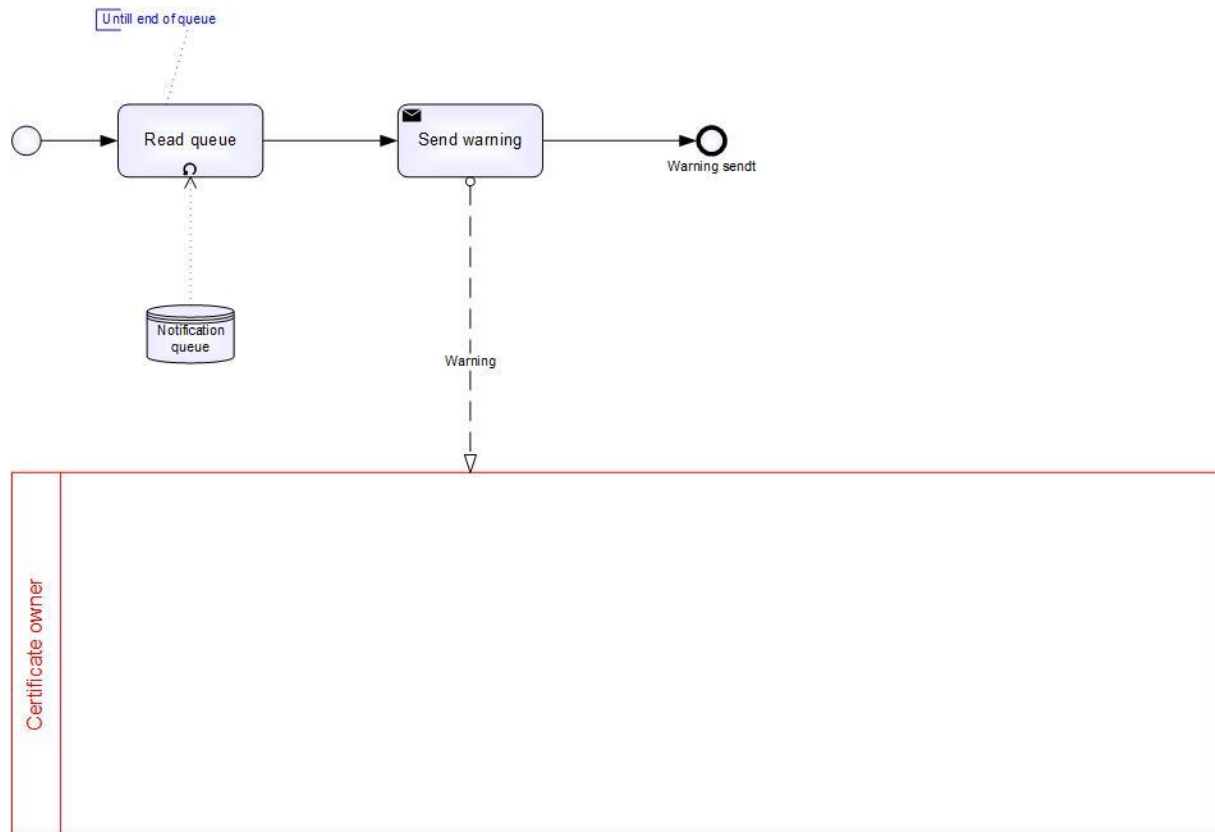 Untill end of queue
Read queue
Send warning
Warning sendt
Notification
queue
Warning
Certificate owner